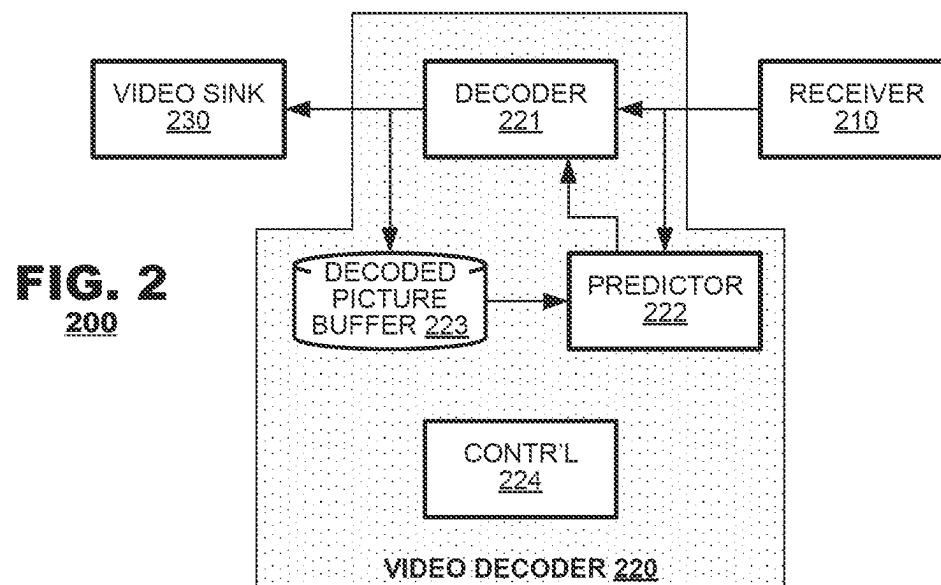 VIDEO SINK
230
DECODER
221
RECEIVER
210
FIG. 2
200
DECODED
PICTURE
BUFFER 223
PREDICTOR
222
CONTR'L
224
VIDEO DECODER 220